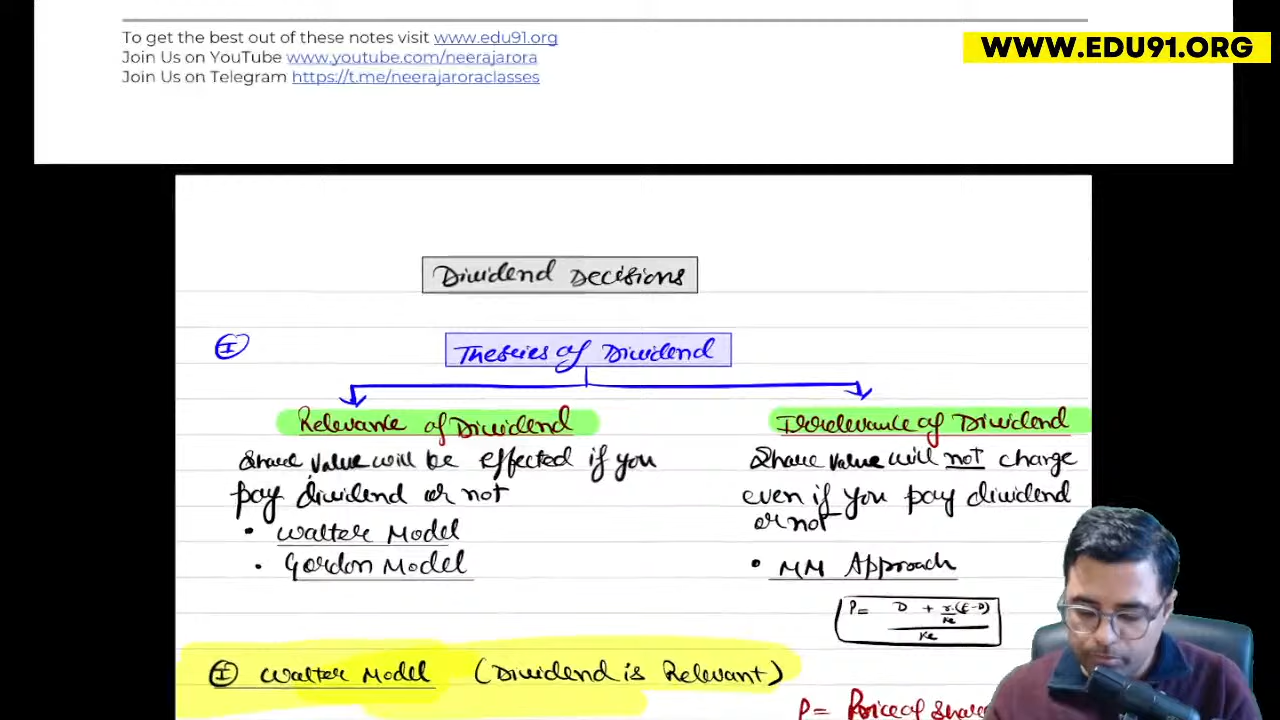 To get the best out of these notes visit www.edu91.org
Join Us on YouTube www.youtube.com/neerajarora
Join Us on Telegram https://t.me/neerajaroraclasses
WWW.EDU91.ORG
Dividend Decisions
I
Theories of Dividend
Relevance of Dividend
Share value will be effected if you
pay dividend or not
• Walter Model
• Gordon Model
Irrelevance of Dividend
Share value will not change
even if you pay dividend
or not
• MM Approach
P = D + r/Ke (E-D)
Ke
I Walter Model (Dividend is Relevant)
P = Price of Share